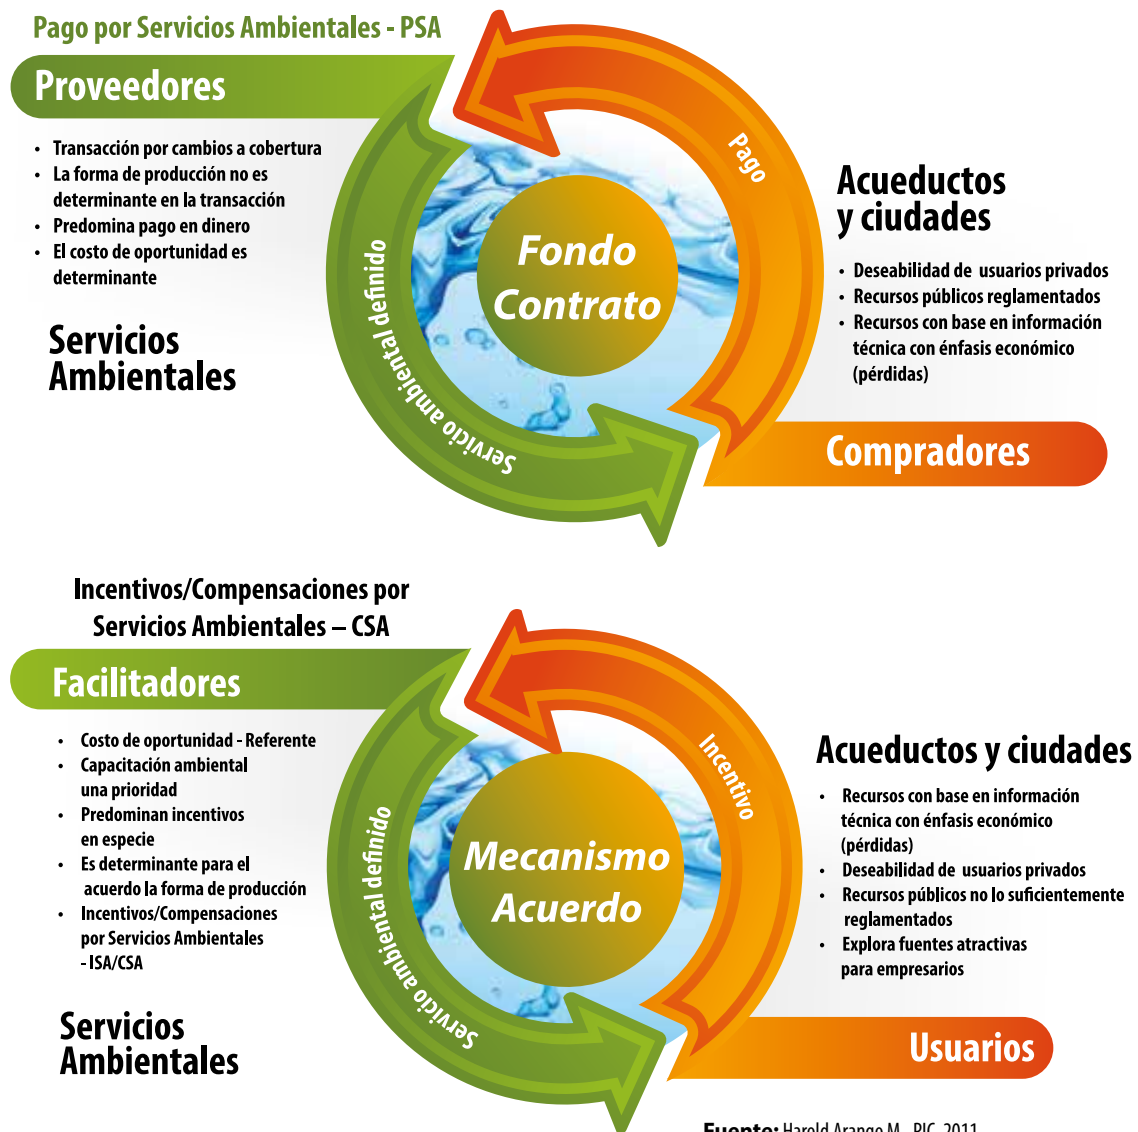 Pago por Servicios Ambientales - PSA
Proveedores
• Transacción por cambios a cobertura
• La forma de producción no es
determinante en la transacción
• Predomina pago en dinero
• El costo de oportunidad es
determinante
Servicios
Ambientales
Servicio ambiental definido
Fondo
Contrato
Pago
Acueductos
y ciudades
• Deseabilidad de usuarios privados
• Recursos públicos reglamentados
• Recursos con base en información
técnica con énfasis económico
(pérdidas)
Compradores
Incentivos/Compensaciones por
Servicios Ambientales – CSA
Facilitadores
• Costo de oportunidad - Referente
• Capacitación ambiental
una prioridad
• Predominan incentivos
en especie
• Es determinante para el
acuerdo la forma de producción
• Incentivos/Compensaciones
por Servicios Ambientales
- ISA/CSA
Servicios
Ambientales
Servicio ambiental definido
Mecanismo
Acuerdo
Incentivo
Acueductos y ciudades
• Recursos con base en información
técnica con énfasis económico
(pérdidas)
• Deseabilidad de usuarios privados
• Recursos públicos no lo suficientemente
reglamentados
• Explora fuentes atractivas
para empresarios
Usuarios
Fuente: Harold Arango M., PIC, 2011